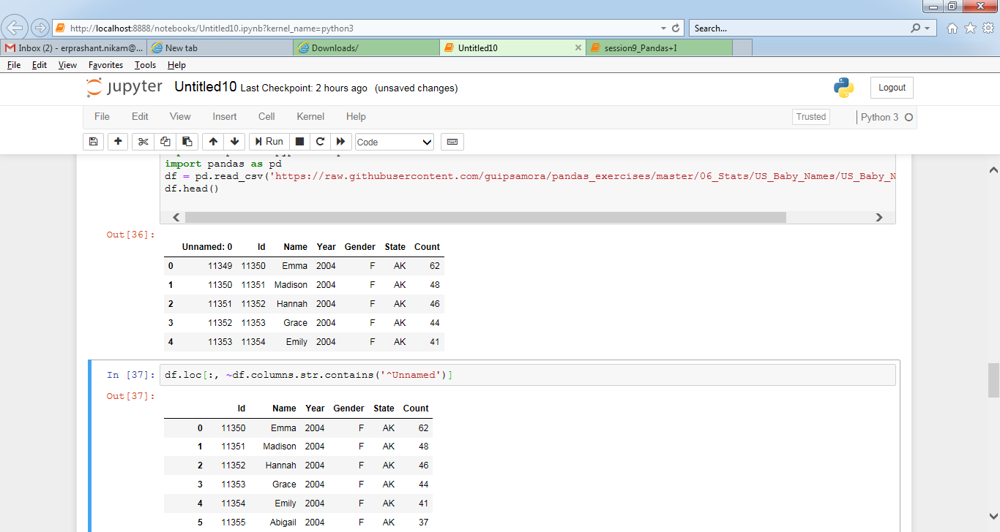 http://localhost:8888/notebooks/Untitled10.ipynb?kernel_name=python3
Search...
Inbox (2) - erprashant.nikam@...
New tab
Downloads/
Untitled10
session9_Pandas+I
File Edit View Favorites Tools Help
jupyter Untitled10 Last Checkpoint: 2 hours ago (unsaved changes)
Logout
File Edit View Insert Cell Kernel Help
Trusted
Python 3
Run
Code
import pandas as pd
df = pd.read_csv('https://raw.githubusercontent.com/guipsamora/pandas_exercises/master/06_Stats/US_Baby_Names/US_Baby_N
df.head()
Out[36]:
Unnamed: 0 Id Name Year Gender State Count
0 11349 11350 Emma 2004 F AK 62
1 11350 11351 Madison 2004 F AK 48
2 11351 11352 Hannah 2004 F AK 46
3 11352 11353 Grace 2004 F AK 44
4 11353 11354 Emily 2004 F AK 41
In [37]: df.loc[:, ~df.columns.str.contains('^Unnamed')]
Out[37]:
Id Name Year Gender State Count
0 11350 Emma 2004 F AK 62
1 11351 Madison 2004 F AK 48
2 11352 Hannah 2004 F AK 46
3 11353 Grace 2004 F AK 44
4 11354 Emily 2004 F AK 41
5 11355 Abigail 2004 F AK 37